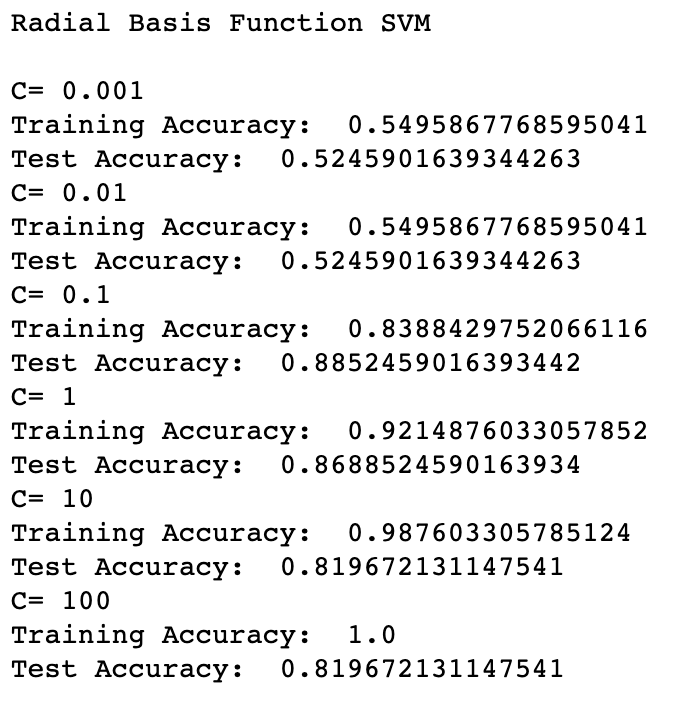 Radial Basis Function SVM
C= 0.001
Training Accuracy:  0.5495867768595041
Test Accuracy:  0.5245901639344263
C= 0.01
Training Accuracy:  0.5495867768595041
Test Accuracy:  0.5245901639344263
C= 0.1
Training Accuracy:  0.8388429752066116
Test Accuracy:  0.8852459016393442
C= 1
Training Accuracy:  0.9214876033057852
Test Accuracy:  0.8688524590163934
C= 10
Training Accuracy:  0.987603305785124
Test Accuracy:  0.819672131147541
C= 100
Training Accuracy:  1.0
Test Accuracy:  0.819672131147541